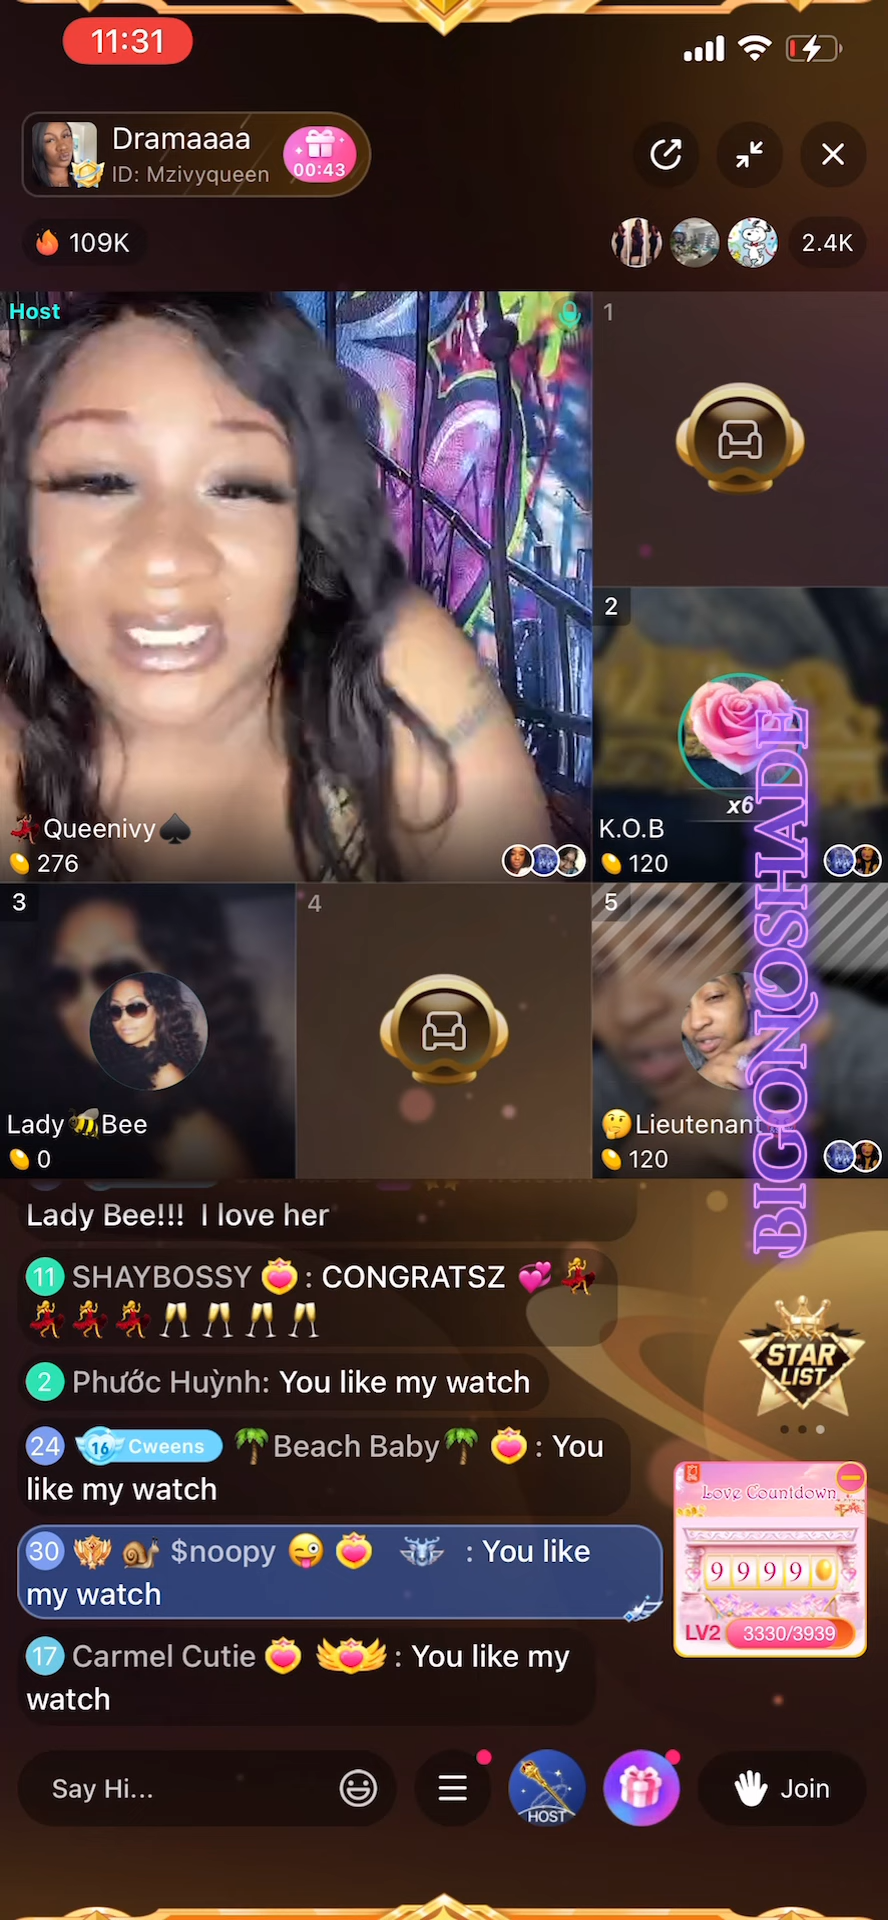 11:31
Dramaaaa
ID: Mzivyqueen
00:43
109K
2.4K
Host
1
2
x6
💃Queenivy♠️
276
K.O.B
120
3
4
5
Lady🐝Bee
0
🤔Lieutenant
120
BIGONOSHADE
Lady Bee!!! I love her
11 SHAYBOSSY : CONGRATSZ 💞 💃
💃 💃 💃 🥂 🥂 🥂 🥂
2 Phước Huỳnh: You like my watch
24 16 Cweens 🌴Beach Baby🌴 : You
like my watch
30 🐌 $noopy 😜 : You like
my watch
17 Carmel Cutie : You like my
watch
STAR
LIST
Love Countdown
9 9 9 9
LV2 3330/3939
Say Hi...
HOST
Join